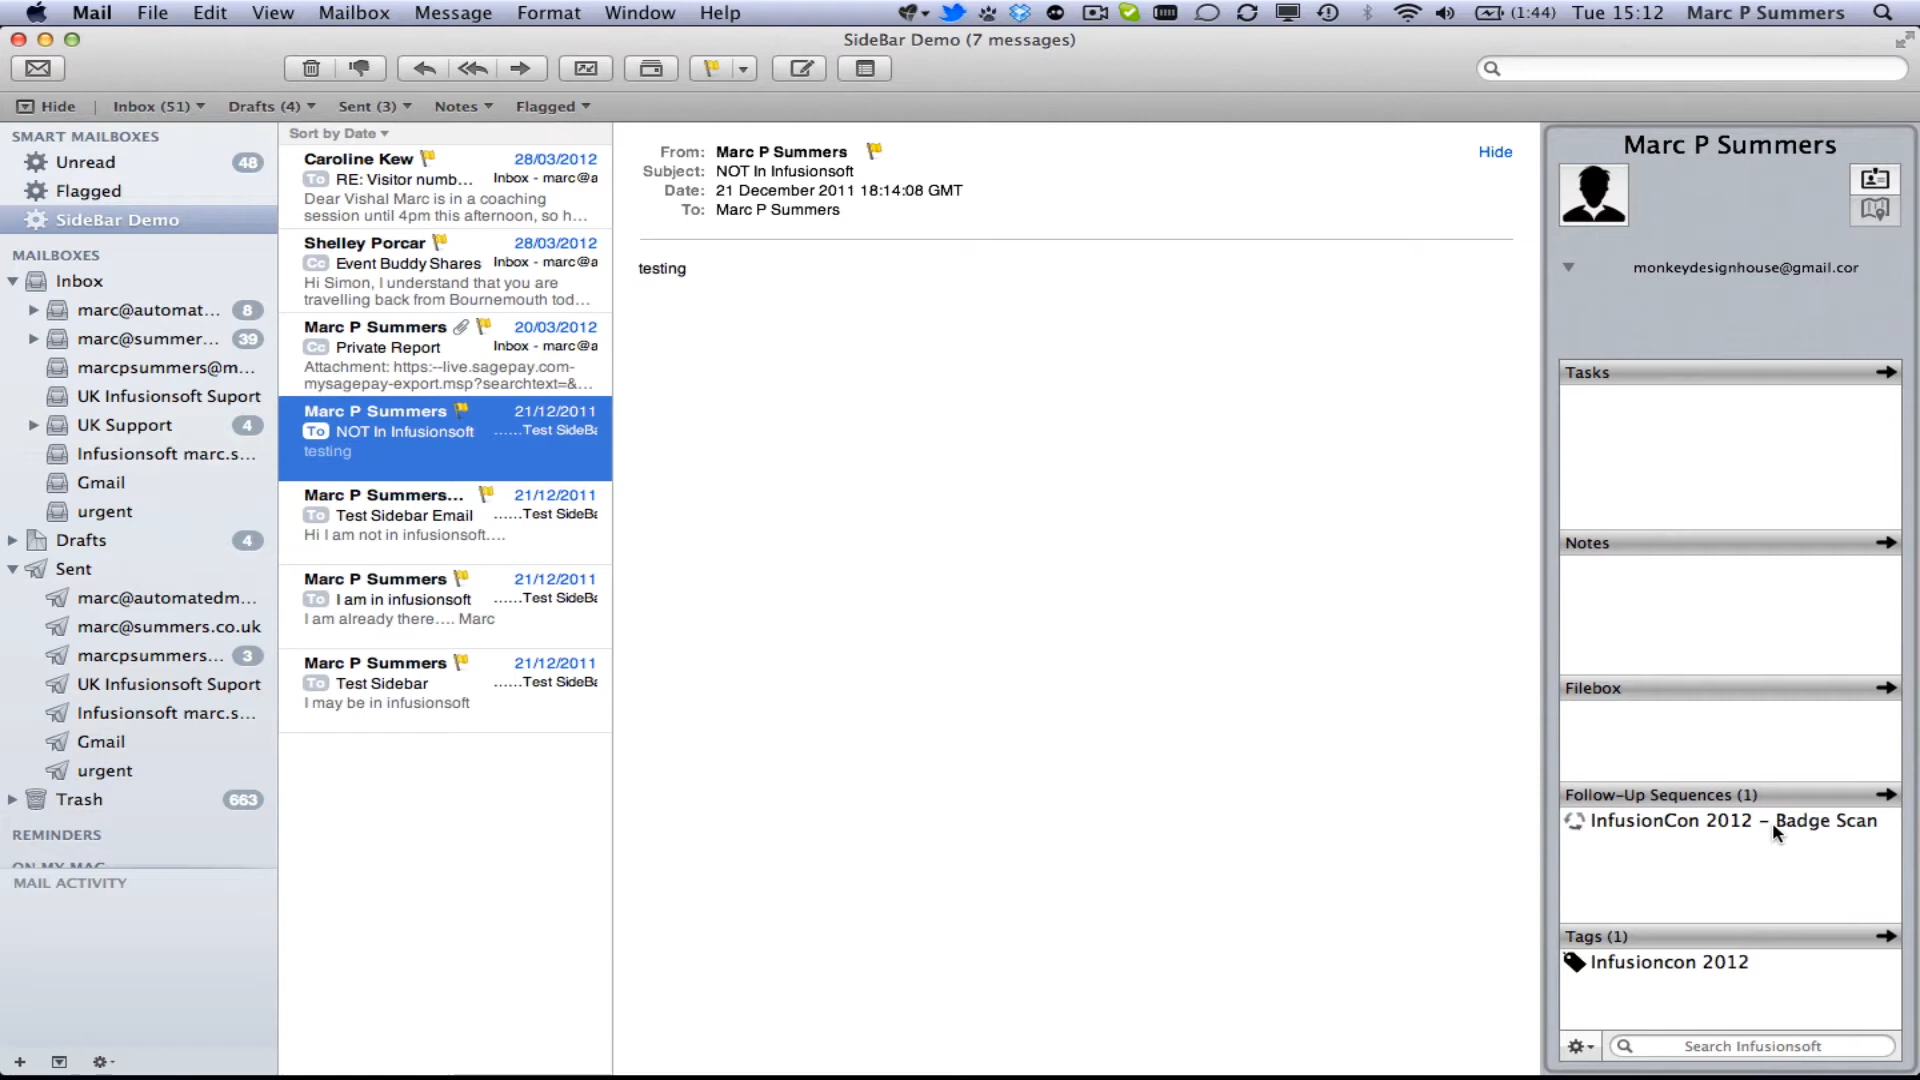 Mail File Edit View Mailbox Message Format Window Help (1:44) Tue 15:12 Marc P Summers
SideBar Demo (7 messages)
Hide Inbox (51) Drafts (4) Sent (3) Notes Flagged
SMART MAILBOXES
Unread 48
Flagged
SideBar Demo
MAILBOXES
Inbox
marc@automat... 8
marc@summer... 39
marcpsummers@m...
UK Infusionsoft Suport
UK Support 4
Infusionsoft marc.s...
Gmail
urgent
Drafts 4
Sent
marc@automatedm...
marc@summers.co.uk
marcpsummers... 3
UK Infusionsoft Suport
Infusionsoft marc.s...
Gmail
urgent
Trash 663
REMINDERS
ON MY MAC
MAIL ACTIVITY
Sort by Date
Caroline Kew 28/03/2012
To RE: Visitor numb... Inbox - marc@a
Dear Vishal Marc is in a coaching
session until 4pm this afternoon, so h...
Shelley Porcar 28/03/2012
Cc Event Buddy Shares Inbox - marc@a
Hi Simon, I understand that you are
travelling back from Bournemouth tod...
Marc P Summers 20/03/2012
Cc Private Report Inbox - marc@a
Attachment: https:--live.sagepay.com-
mysagepay-export.msp?searchtext=&...
Marc P Summers 21/12/2011
To NOT In Infusionsoft ......Test SideBa
testing
Marc P Summers... 21/12/2011
To Test Sidebar Email ......Test SideBa
Hi I am not in infusionsoft....
Marc P Summers 21/12/2011
To I am in infusionsoft ......Test SideBa
I am already there.... Marc
Marc P Summers 21/12/2011
To Test Sidebar ......Test SideBa
I may be in infusionsoft
From: Marc P Summers Hide
Subject: NOT In Infusionsoft
Date: 21 December 2011 18:14:08 GMT
To: Marc P Summers
testing
Marc P Summers
monkeydesignhouse@gmail.cor
Tasks
Notes
Filebox
Follow-Up Sequences (1)
InfusionCon 2012 - Badge Scan
Tags (1)
Infusioncon 2012
Search Infusionsoft